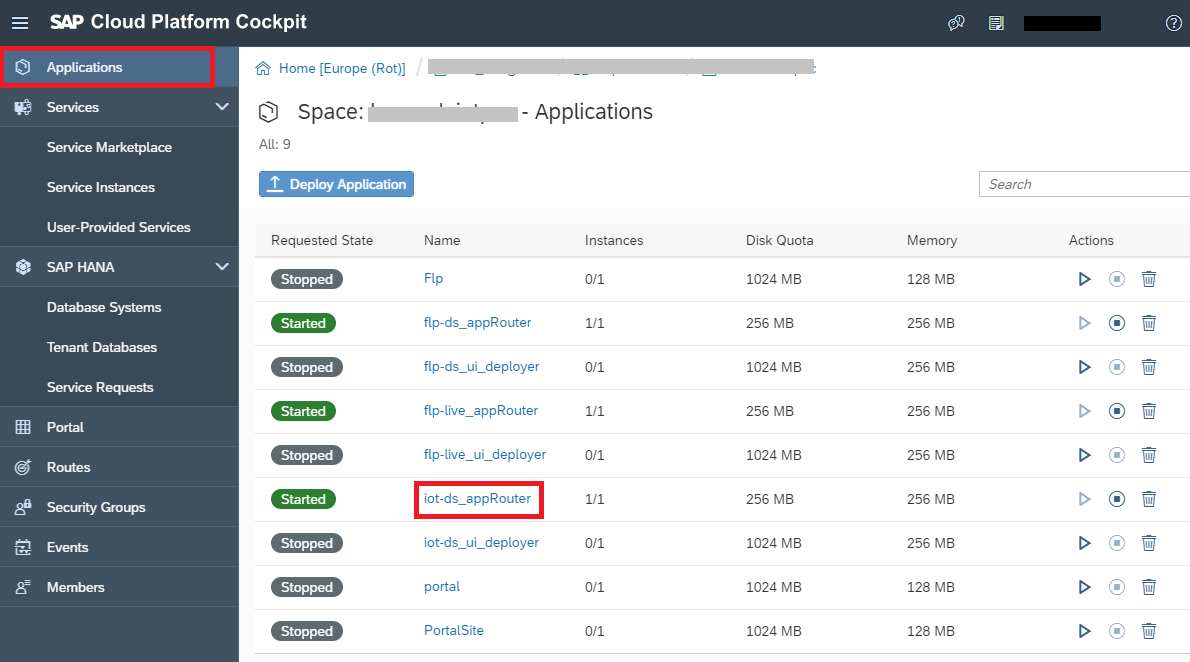 SAP Cloud Platform Cockpit
Applications
Services
Service Marketplace
Service Instances
User-Provided Services
SAP HANA
Database Systems
Tenant Databases
Service Requests
Portal
Routes
Security Groups
Events
Members
Home [Europe (Rot)] /
Space: - Applications
All: 9
Deploy Application
Search
Requested State Name Instances Disk Quota Memory Actions
Stopped Flp 0/1 1024 MB 128 MB
Started flp-ds_appRouter 1/1 256 MB 256 MB
Stopped flp-ds_ui_deployer 0/1 1024 MB 256 MB
Started flp-live_appRouter 1/1 256 MB 256 MB
Stopped flp-live_ui_deployer 0/1 1024 MB 256 MB
Started iot-ds_appRouter 1/1 256 MB 256 MB
Stopped iot-ds_ui_deployer 0/1 1024 MB 256 MB
Stopped portal 0/1 1024 MB 128 MB
Stopped PortalSite 0/1 1024 MB 128 MB